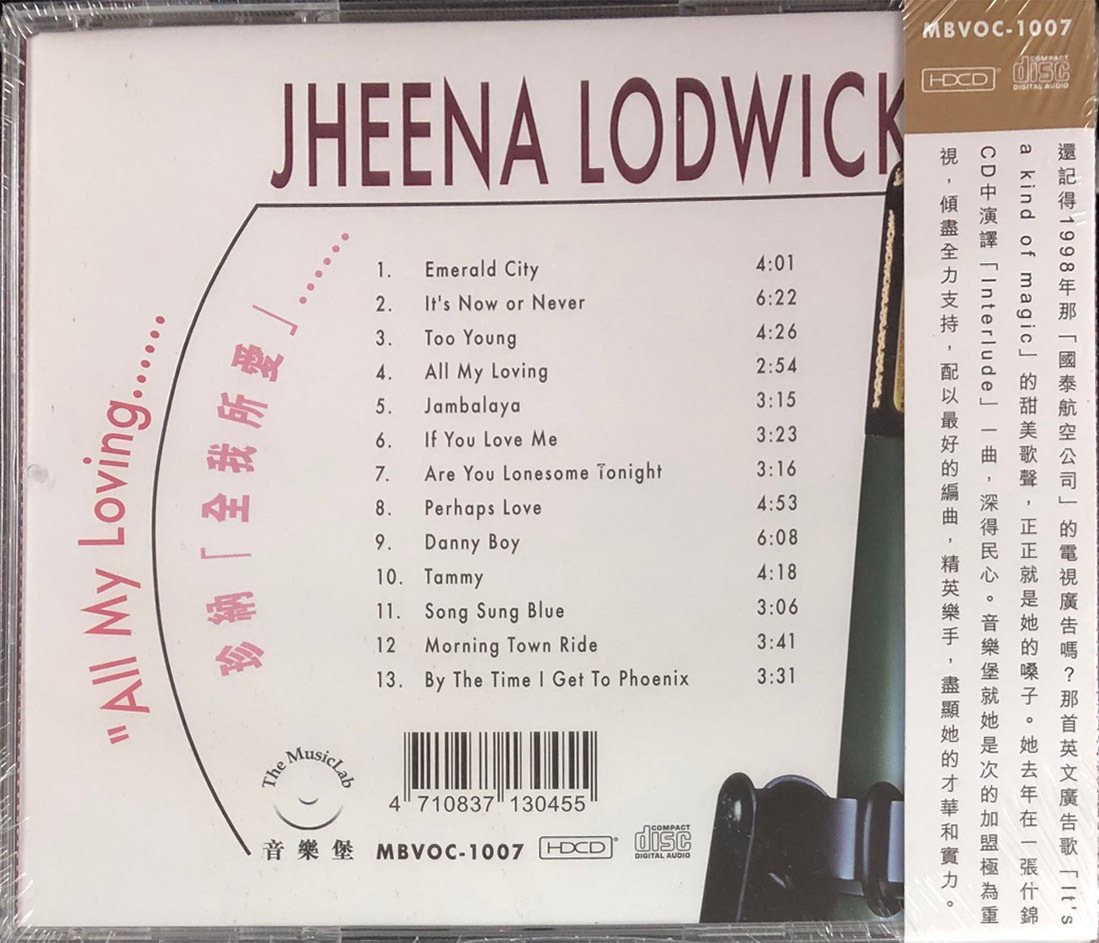 JHEENA LODWICK
1. Emerald City 4:01
2. It's Now or Never 6:22
3. Too Young 4:26
4. All My Loving 2:54
5. Jambalaya 3:15
6. If You Love Me 3:23
7. Are You Lonesome Tonight 3:16
8. Perhaps Love 4:53
9. Danny Boy 6:08
10. Tammy 4:18
11. Song Sung Blue 3:06
12 Morning Town Ride 3:41
13. By The Time I Get To Phoenix 3:31
"All My Loving.......
珍納「全我所愛」......
The MusicLab
音樂堡
4 710837 130455
MBVOC-1007
HDCD
COMPACT
disc
DIGITAL AUDIO
MBVOC-1007
HDCD
COMPACT
disc
DIGITAL AUDIO
還記得1998年那「國泰航空公司」的電視廣告嗎？那首英文廣告歌「It's
a kind of magic」的甜美歌聲，正正就是她的嗓子。她去年在一張什錦
CD中演譯「Interlude」一曲，深得民心。音樂堡就她是次的加盟極為重
視，傾盡全力支持，配以最好的編曲，精英樂手，盡顯她的才華和實力。